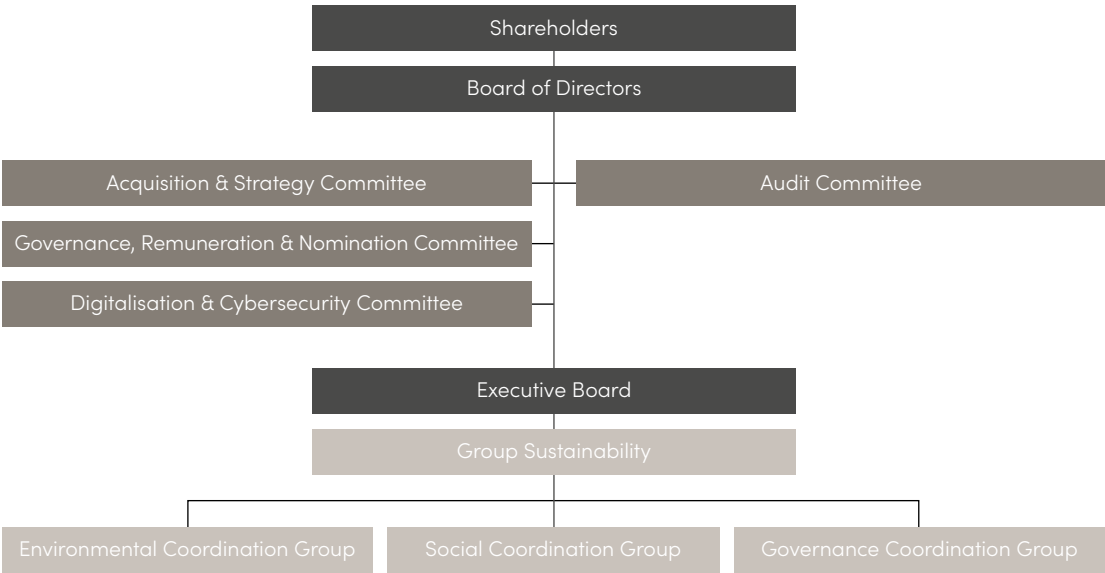 Shareholders
Board of Directors
Acquisition & Strategy Committee
Audit Committee
Governance, Remuneration & Nomination Committee
Digitalisation & Cybersecurity Committee
Executive Board
Group Sustainability
Environmental Coordination Group
Social Coordination Group
Governance Coordination Group